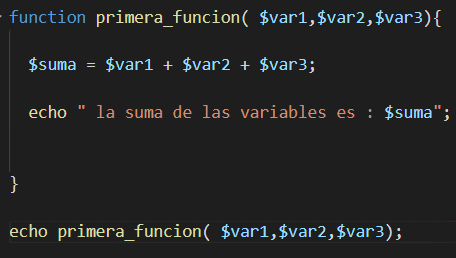 function primera_funcion( $var1,$var2,$var3){
$suma = $var1 + $var2 + $var3;
echo " la suma de las variables es : $suma";
}
echo primera_funcion( $var1,$var2,$var3);